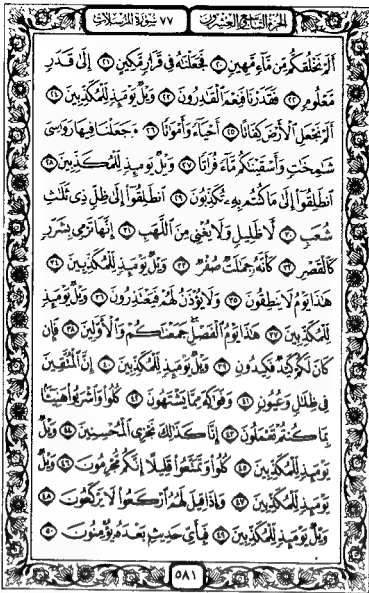 الجزء التاسع والعشرون ٧٧ سورة المرسلات
أَلَمْ نَخْلُقكُّم مِّن مَّآءٍ مَّهِينٍ ٢٠ فَجَعَلْنَٰهُ فِى قَرَارٍ مَّكِينٍ ٢١ إِلَىٰ قَدَرٍ
مَّعْلُومٍ ٢٢ فَقَدَرْنَا فَنِعْمَ ٱلْقَٰدِرُونَ ٢٣ وَيْلٌ يَوْمَئِذٍ لِّلْمُكَذِّبِينَ ٢٤
أَلَمْ نَجْعَلِ ٱلْأَرْضَ كِفَاتًا ٢٥ أَحْيَآءً وَأَمْوَٰتًا ٢٦ وَجَعَلْنَا فِيهَا رَوَٰسِىَ
شَٰمِخَٰتٍ وَأَسْقَيْنَٰكُم مَّآءً فُرَاتًا ٢٧ وَيْلٌ يَوْمَئِذٍ لِّلْمُكَذِّبِينَ ٢٨
ٱنطَلِقُوٓا۟ إِلَىٰ مَا كُنتُم بِهِۦ تُكَذِّبُونَ ٢٩ ٱنطَلِقُوٓا۟ إِلَىٰ ظِلٍّ ذِى ثَلَٰثِ
شُعَبٍ ٣٠ لَّا ظَلِيلٍ وَلَا يُغْنِى مِنَ ٱللَّهَبِ ٣١ إِنَّهَا تَرْمِى بِشَرَرٍ
كَٱلْقَصْرِ ٣٢ كَأَنَّهُۥ جِمَٰلَتٌ صُفْرٌ ٣٣ وَيْلٌ يَوْمَئِذٍ لِّلْمُكَذِّبِينَ ٣٤
هَٰذَا يَوْمُ لَا يَنطِقُونَ ٣٥ وَلَا يُؤْذَنُ لَهُمْ فَيَعْتَذِرُونَ ٣٦ وَيْلٌ يَوْمَئِذٍ
لِّلْمُكَذِّبِينَ ٣٧ هَٰذَا يَوْمُ ٱلْفَصْلِ جَمَعْنَٰكُمْ وَٱلْأَوَّلِينَ ٣٨ فَإِن
كَانَ لَكُمْ كَيْدٌ فَكِيدُونِ ٣٩ وَيْلٌ يَوْمَئِذٍ لِّلْمُكَذِّبِينَ ٤٠ إِنَّ ٱلْمُتَّقِينَ
فِى ظِلَٰلٍ وَعُيُونٍ ٤١ وَفَوَٰكِهَ مِمَّا يَشْتَهُونَ ٤٢ كُلُوا۟ وَٱشْرَبُوا۟ هَنِيٓـًٔۢا
بِمَا كُنتُمْ تَعْمَلُونَ ٤٣ إِنَّا كَذَٰلِكَ نَجْزِى ٱلْمُحْسِنِينَ ٤٤ وَيْلٌ
يَوْمَئِذٍ لِّلْمُكَذِّبِينَ ٤٥ كُلُوا۟ وَتَمَتَّعُوا۟ قَلِيلًا إِنَّكُم مُّجْرِمُونَ ٤٦ وَيْلٌ
يَوْمَئِذٍ لِّلْمُكَذِّبِينَ ٤٧ وَإِذَا قِيلَ لَهُمُ ٱرْكَعُوا۟ لَا يَرْكَعُونَ ٤٨
وَيْلٌ يَوْمَئِذٍ لِّلْمُكَذِّبِينَ ٤٩ فَبِأَىِّ حَدِيثٍۭ بَعْدَهُۥ يُؤْمِنُونَ ٥٠
٥٨١